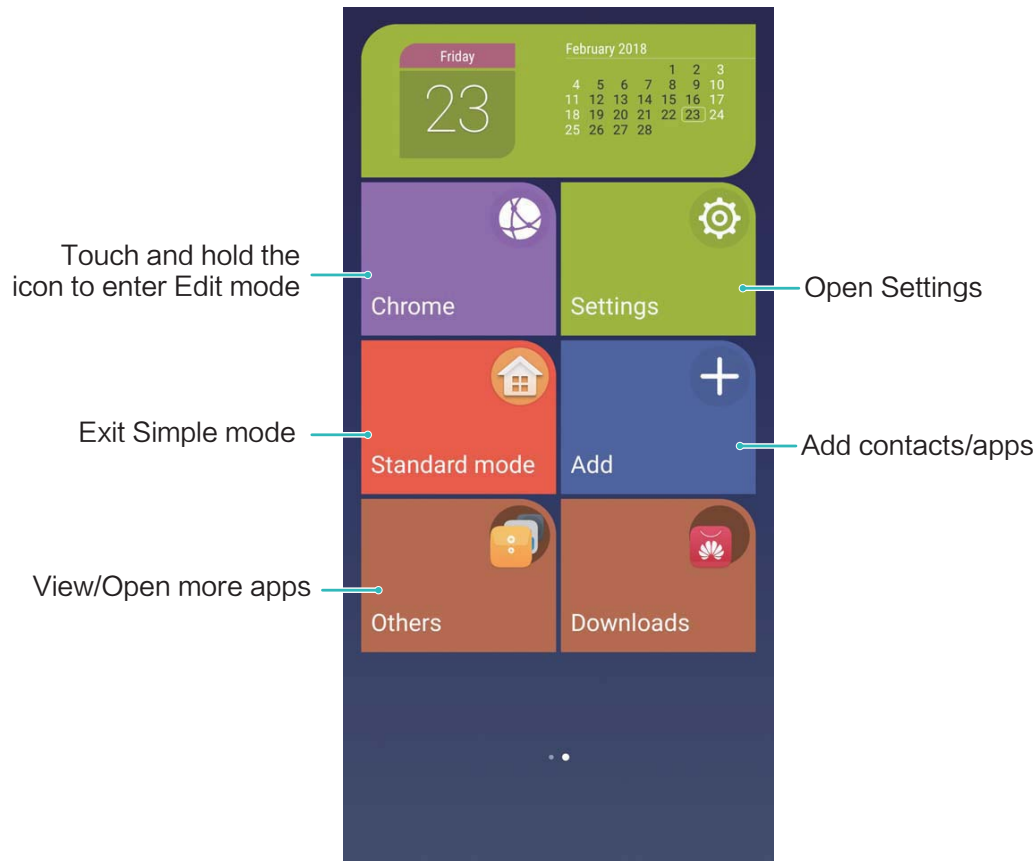 Friday
23
February 2018
1 2 3
4 5 6 7 8 9 10
11 12 13 14 15 16 17
18 19 20 21 22 23 24
25 26 27 28
Touch and hold the
icon to enter Edit mode
Chrome
Settings
Open Settings
Exit Simple mode
Standard mode
Add
Add contacts/apps
View/Open more apps
Others
Downloads